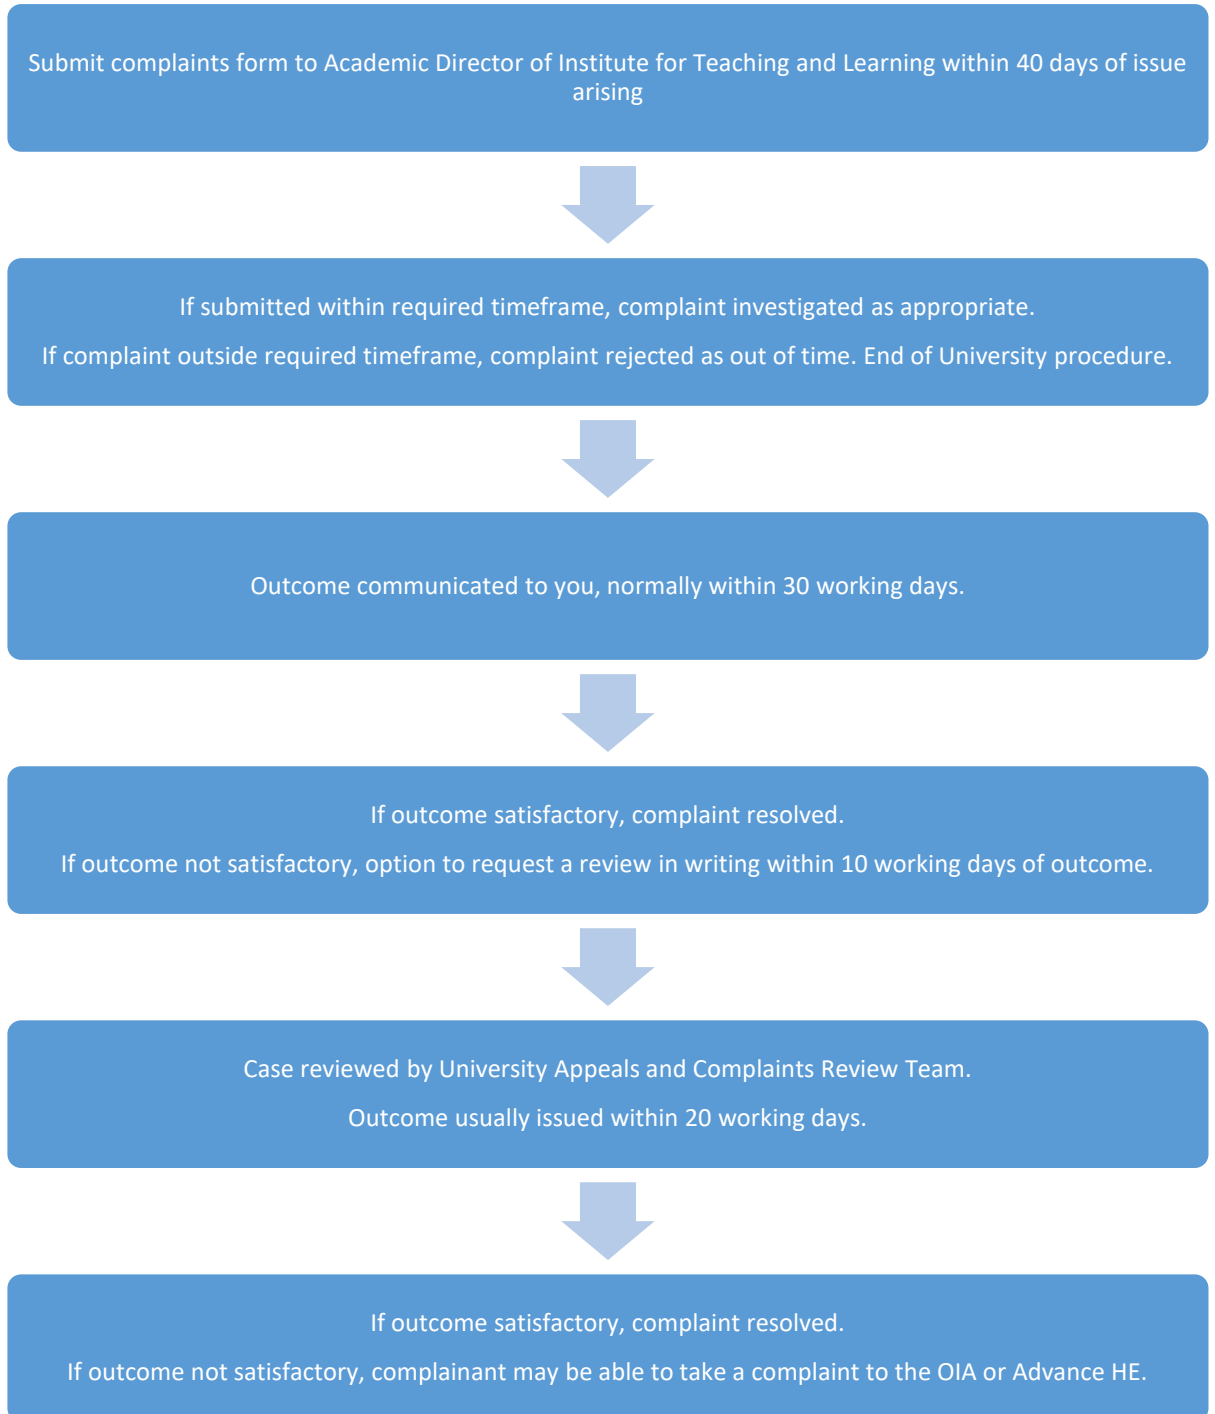 Submit complaints form to Academic Director of Institute for Teaching and Learning within 40 days of issue
arising
If submitted within required timeframe, complaint investigated as appropriate.
If complaint outside required timeframe, complaint rejected as out of time. End of University procedure.
Outcome communicated to you, normally within 30 working days.
If outcome satisfactory, complaint resolved.
If outcome not satisfactory, option to request a review in writing within 10 working days of outcome.
Case reviewed by University Appeals and Complaints Review Team.
Outcome usually issued within 20 working days.
If outcome satisfactory, complaint resolved.
If outcome not satisfactory, complainant may be able to take a complaint to the OIA or Advance HE.